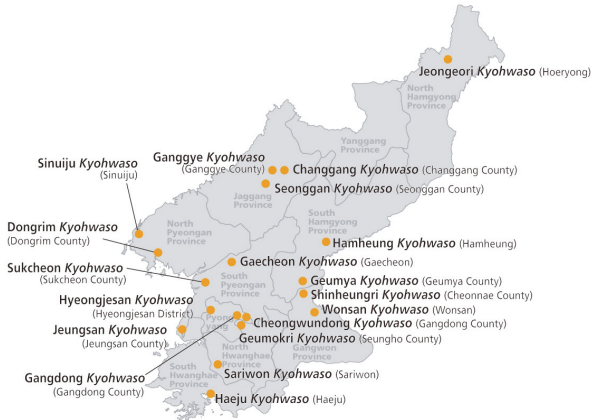 Jeongeori Kyohwaso (Hoeryong)
North
Hamgyong
Province
Yanggang
Province
Ganggye Kyohwaso
(Ganggye County)
Changgang Kyohwaso (Changgang County)
Seonggan Kyohwaso (Seonggan County)
Jaggang
Province
Sinuiju Kyohwaso
(Sinuiju)
South
Hamgyong
Province
North
Pyeongan
Province
Dongrim Kyohwaso
(Dongrim County)
Hamheung Kyohwaso (Hamheung)
Gaecheon Kyohwaso (Gaecheon)
Sukcheon Kyohwaso
(Sukcheon County)
South
Pyeongan
Province
Geumya Kyohwaso (Geumya County)
Shinheungri Kyohwaso (Cheonnae County)
Hyeongjesan Kyohwaso
(Hyeongjesan District)
Wonsan Kyohwaso (Wonsan)
Pyong
yang
Cheongwundong Kyohwaso (Gangdong County)
Jeungsan Kyohwaso
(Jeungsan County)
Geumokri Kyohwaso (Seungho County)
Gangwon
Province
North
Hwanghae
Province
South
Hwanghae
Province
Gangdong Kyohwaso
(Gangdong County)
Sariwon Kyohwaso (Sariwon)
Haeju Kyohwaso (Haeju)